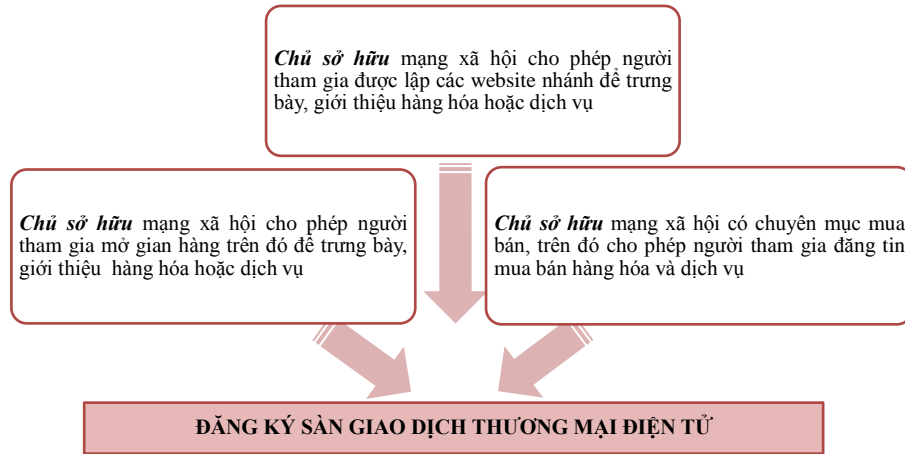 Chủ sở hữu mạng xã hội cho phép người
tham gia được lập các website nhánh để trưng
bày, giới thiệu hàng hóa hoặc dịch vụ
Chủ sở hữu mạng xã hội cho phép người
tham gia mở gian hàng trên đó để trưng bày,
giới thiệu hàng hóa hoặc dịch vụ
Chủ sở hữu mạng xã hội có chuyên mục mua
bán, trên đó cho phép người tham gia đăng tin
mua bán hàng hóa và dịch vụ
ĐĂNG KÝ SÀN GIAO DỊCH THƯƠNG MẠI ĐIỆN TỬ